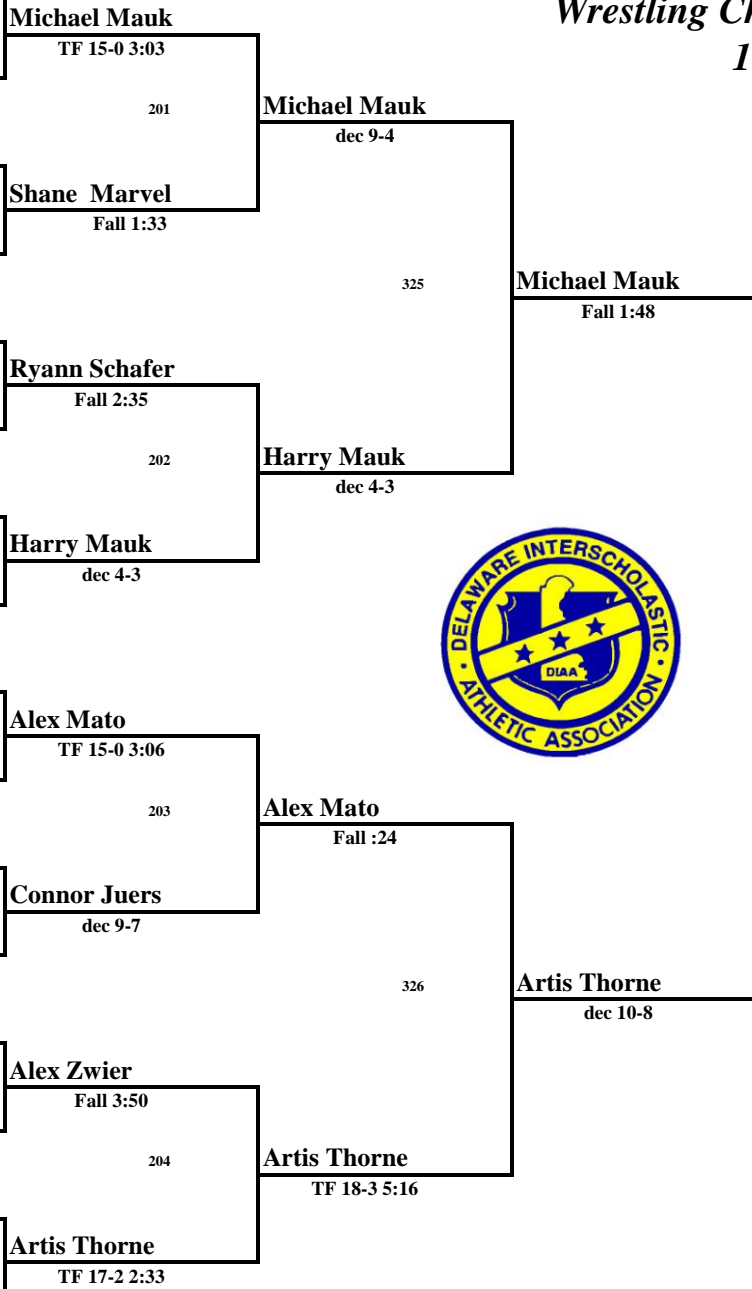 Wrestling
1
Michael Mauk
TF 15-0 3:03
201
Michael Mauk
dec 9-4
Shane Marvel
Fall 1:33
325
Michael Mauk
Fall 1:48
Ryann Schafer
Fall 2:35
202
Harry Mauk
dec 4-3
Harry Mauk
dec 4-3
DELAWARE INTERSCHOLASTIC
DIAA
ATHLETIC ASSOCIATION
Alex Mato
TF 15-0 3:06
203
Alex Mato
Fall :24
Connor Juers
dec 9-7
326
Artis Thorne
dec 10-8
Alex Zwier
Fall 3:50
204
Artis Thorne
TF 18-3 5:16
Artis Thorne
TF 17-2 2:33